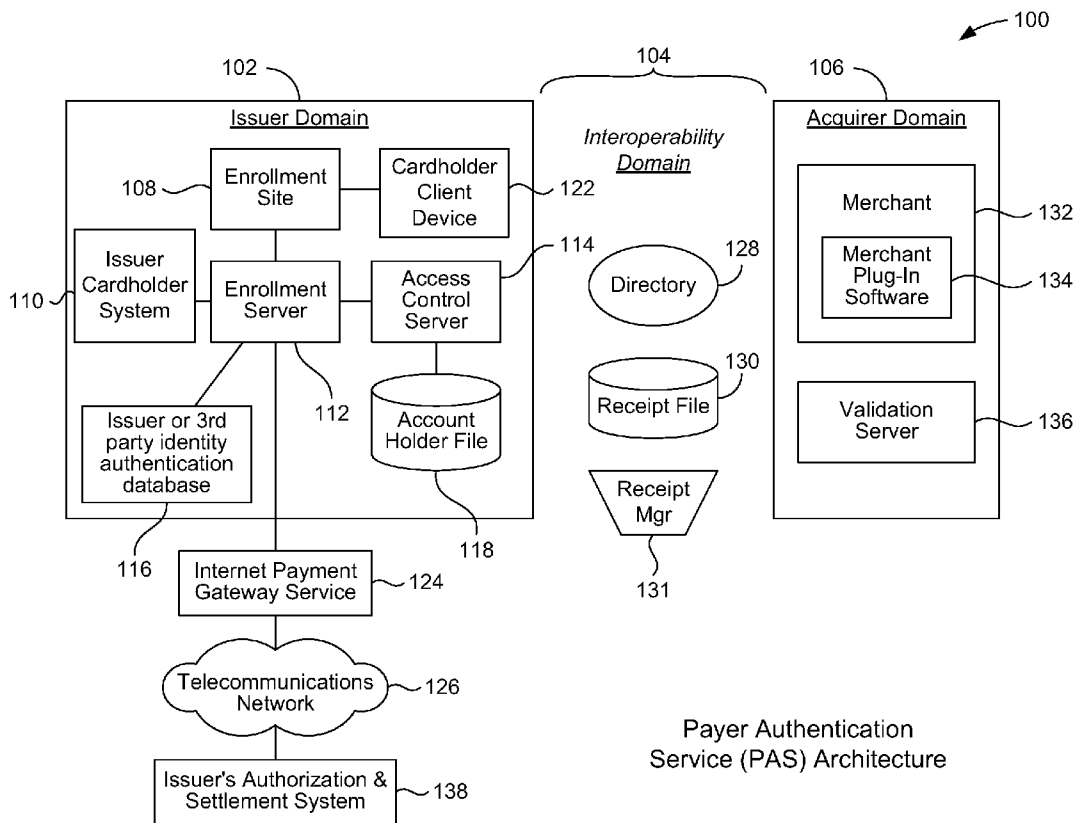 100
102
104
106
Issuer Domain
Interoperability
Domain
Acquirer Domain
108
Enrollment
Site
Cardholder
Client
Device
122
Merchant
132
Merchant
Plug-In
Software
134
110
Issuer
Cardholder
System
Enrollment
Server
112
Access
Control
Server
114
Directory
128
Receipt File
130
Validation
Server
136
Issuer or 3rd
party identity
authentication
database
116
Account
Holder File
118
Receipt
Mgr
131
Internet Payment
Gateway Service
124
Telecommunications
Network
126
Issuer's Authorization &
Settlement System
138
Payer Authentication
Service (PAS) Architecture